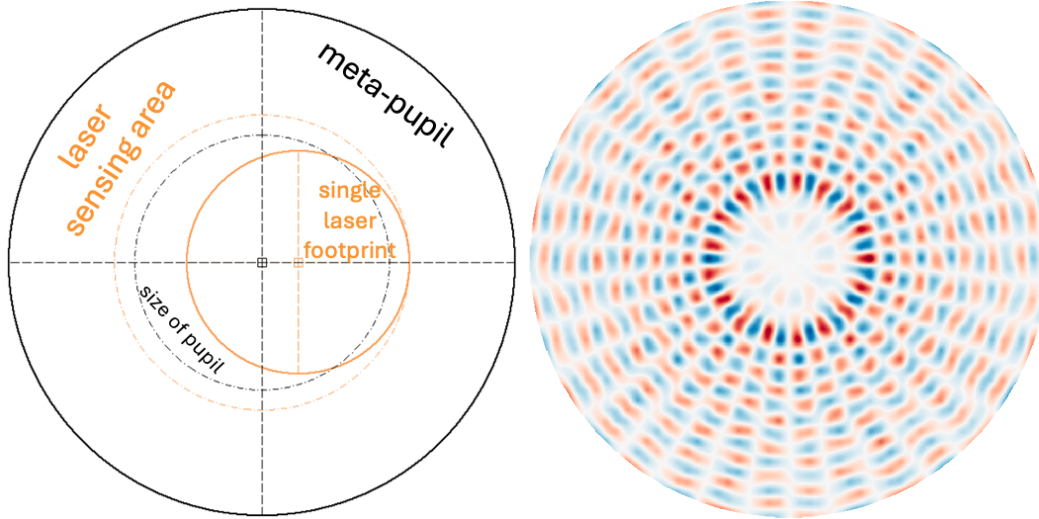 laser
sensing area
meta-pupil
single
laser
footprint
size of pupil